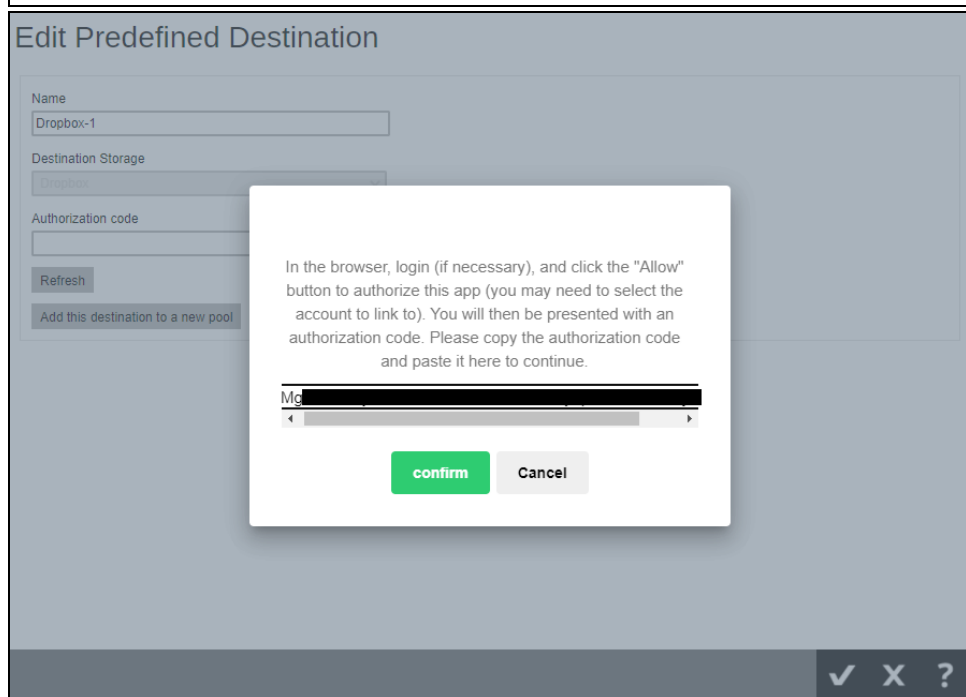 Edit Predefined Destination
Name
Dropbox-1
Destination Storage
Dropbox
Authorization code
Refresh
Add this destination to a new pool
In the browser, login (if necessary), and click the "Allow"
button to authorize this app (you may need to select the
account to link to). You will then be presented with an
authorization code. Please copy the authorization code
and paste it here to continue.
Mg
confirm
Cancel
?